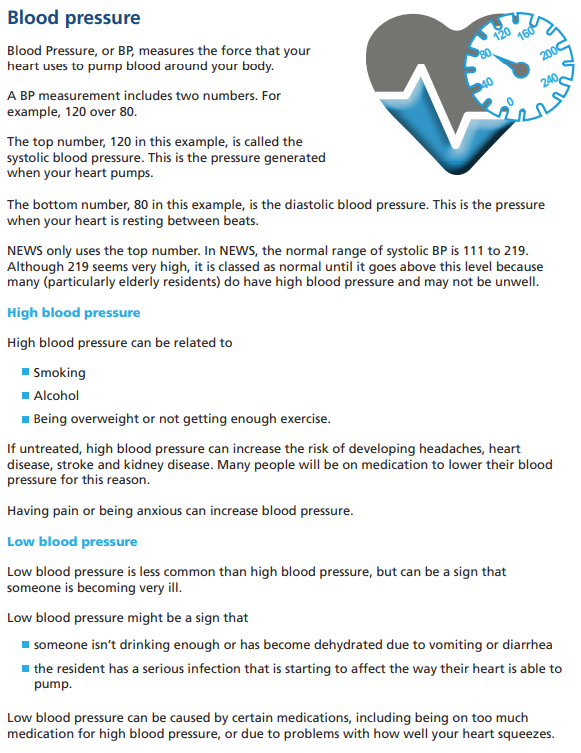 Blood pressure
Blood Pressure, or BP, measures the force that your
heart uses to pump blood around your body.
A BP measurement includes two numbers. For
example, 120 over 80.
The top number, 120 in this example, is called the
systolic blood pressure. This is the pressure generated
when your heart pumps.
0
40
80
120
160
200
240
The bottom number, 80 in this example, is the diastolic blood pressure. This is the pressure
when your heart is resting between beats.
NEWS only uses the top number. In NEWS, the normal range of systolic BP is 111 to 219.
Although 219 seems very high, it is classed as normal until it goes above this level because
many (particularly elderly residents) do have high blood pressure and may not be unwell.
High blood pressure
High blood pressure can be related to
■ Smoking
■ Alcohol
■ Being overweight or not getting enough exercise.
If untreated, high blood pressure can increase the risk of developing headaches, heart
disease, stroke and kidney disease. Many people will be on medication to lower their blood
pressure for this reason.
Having pain or being anxious can increase blood pressure.
Low blood pressure
Low blood pressure is less common than high blood pressure, but can be a sign that
someone is becoming very ill.
Low blood pressure might be a sign that
■ someone isn't drinking enough or has become dehydrated due to vomiting or diarrhea
■ the resident has a serious infection that is starting to affect the way their heart is able to
pump.
Low blood pressure can be caused by certain medications, including being on too much
medication for high blood pressure, or due to problems with how well your heart squeezes.